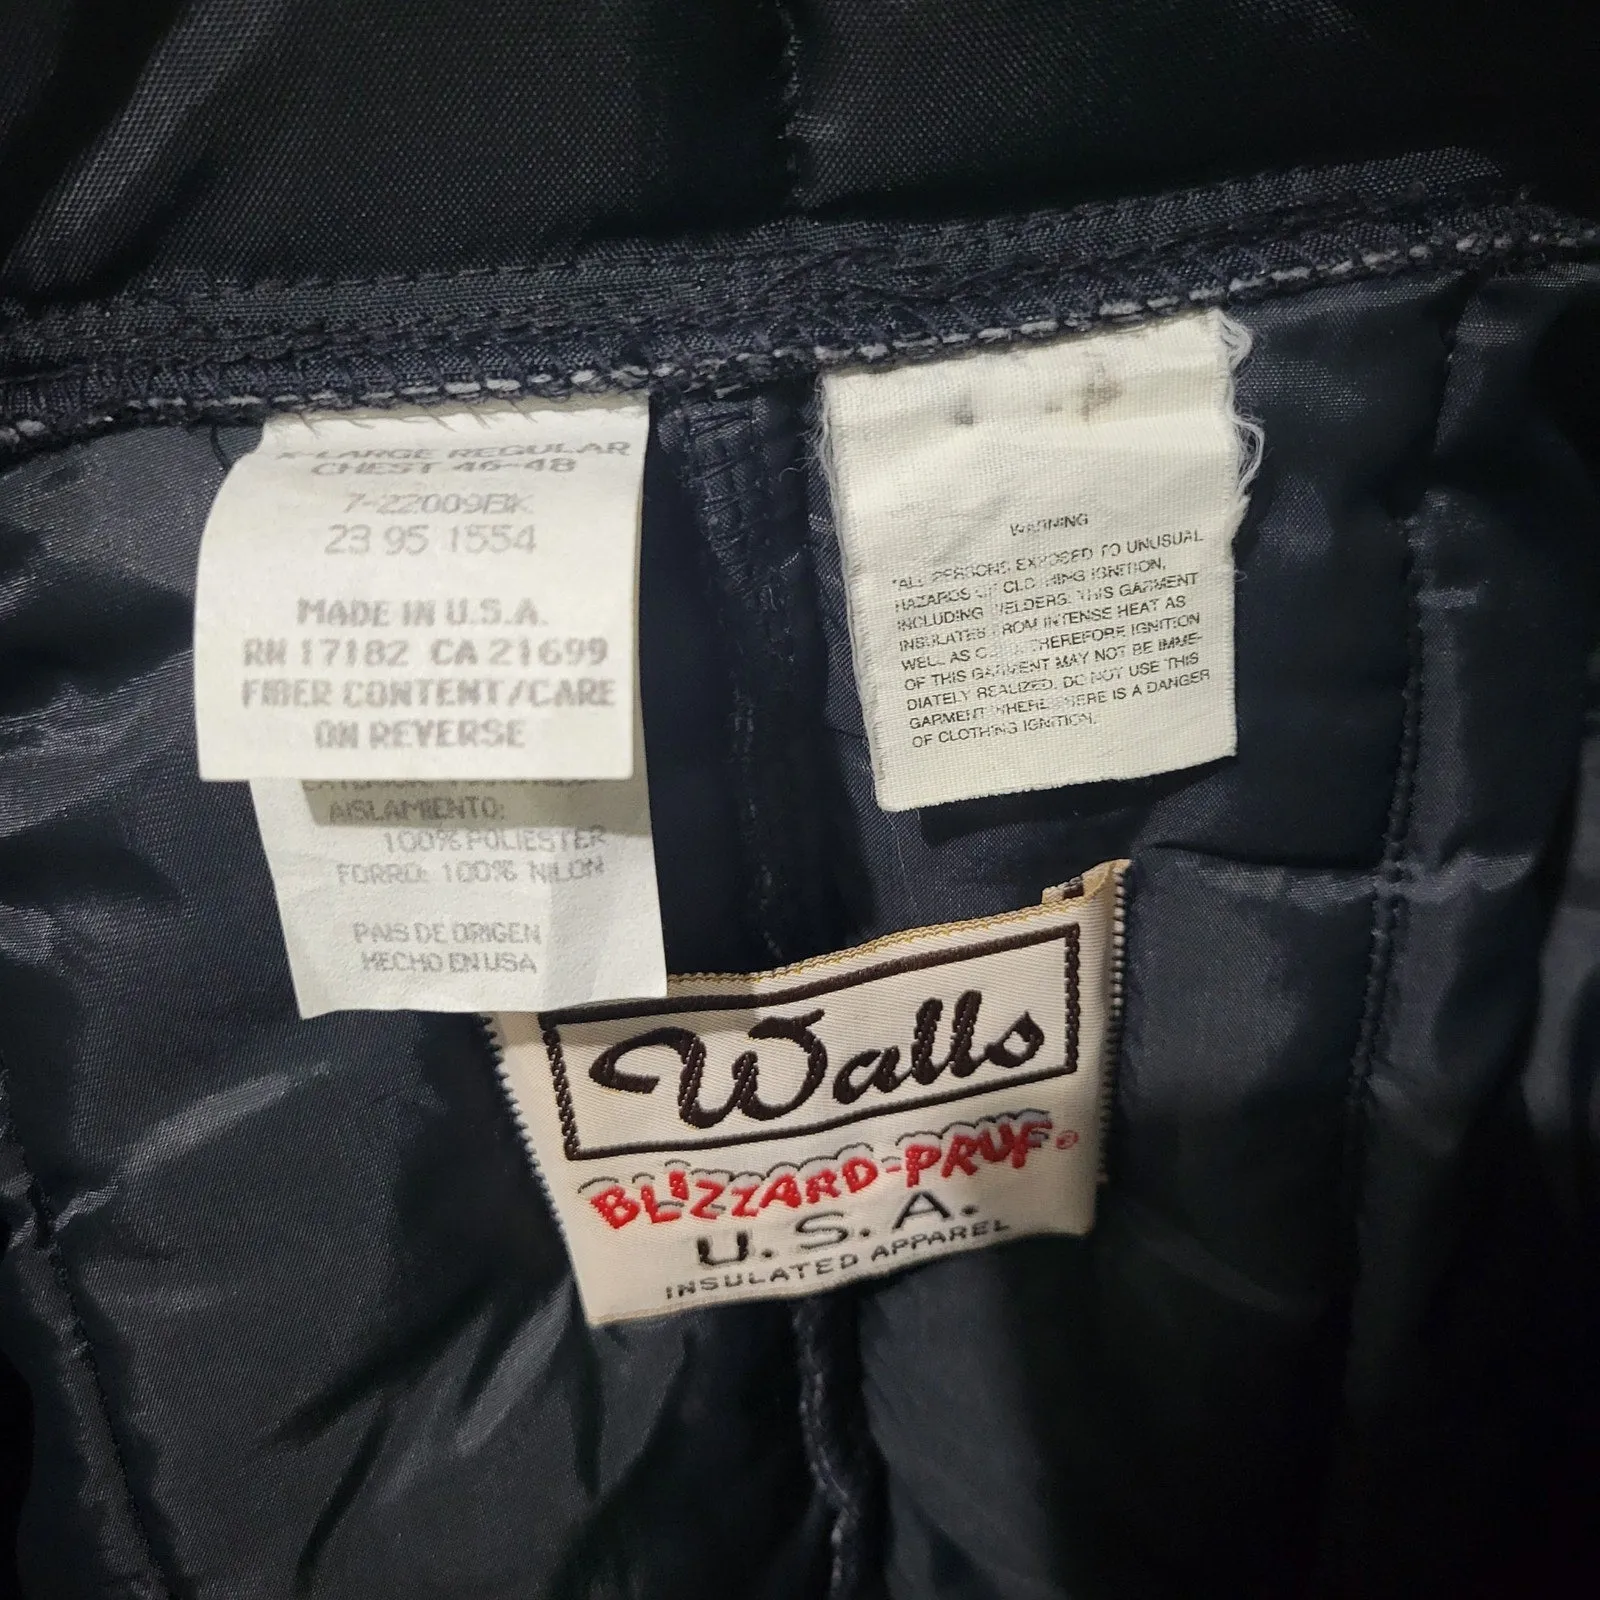 X-LARGE REGULAR
CHEST 46-48
7-22009BK
23 95 1554
MADE IN U.S.A.
RN 17182 CA 21699
FIBER CONTENT/CARE
ON REVERSE
AISLAMIENTO:
100% POLIESTER
FORRO: 100% NILON
PAIS DE ORIGEN
HECHO EN USA
WARNING
"ALL PERSONS EXPOSED TO UNUSUAL
HAZARDS OF CLOTHING IGNITION,
INCLUDING WELDERS. THIS GARMENT
INSULATES FROM INTENSE HEAT AS
WELL AS COLD. THEREFORE IGNITION
OF THIS GARMENT MAY NOT BE IMME-
DIATELY REALIZED. DO NOT USE THIS
GARMENT WHERE THERE IS A DANGER
OF CLOTHING IGNITION.
Walls
BLIZZARD-PRUF®
U.S.A.
INSULATED APPAREL